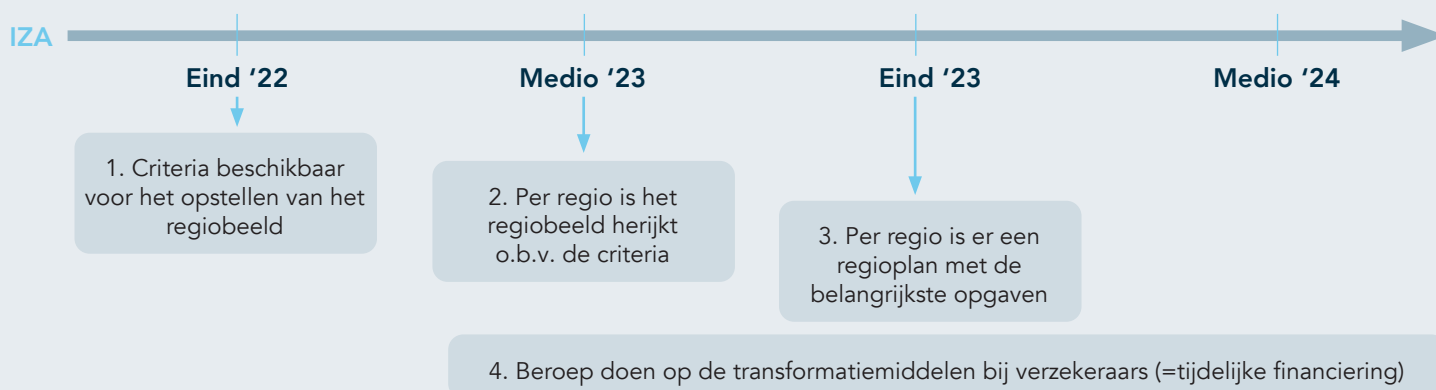 IZA
Eind ‘22
Medio ‘23
Eind ‘23
Medio ‘24
1. Criteria beschikbaar
voor het opstellen van het
regiobeeld
2. Per regio is het
regiobeeld herijkt
o.b.v. de criteria
3. Per regio is er een
regioplan met de
belangrijkste opgaven
4. Beroep doen op de transformatiemiddelen bij verzekeraars (=tijdelijke financiering)